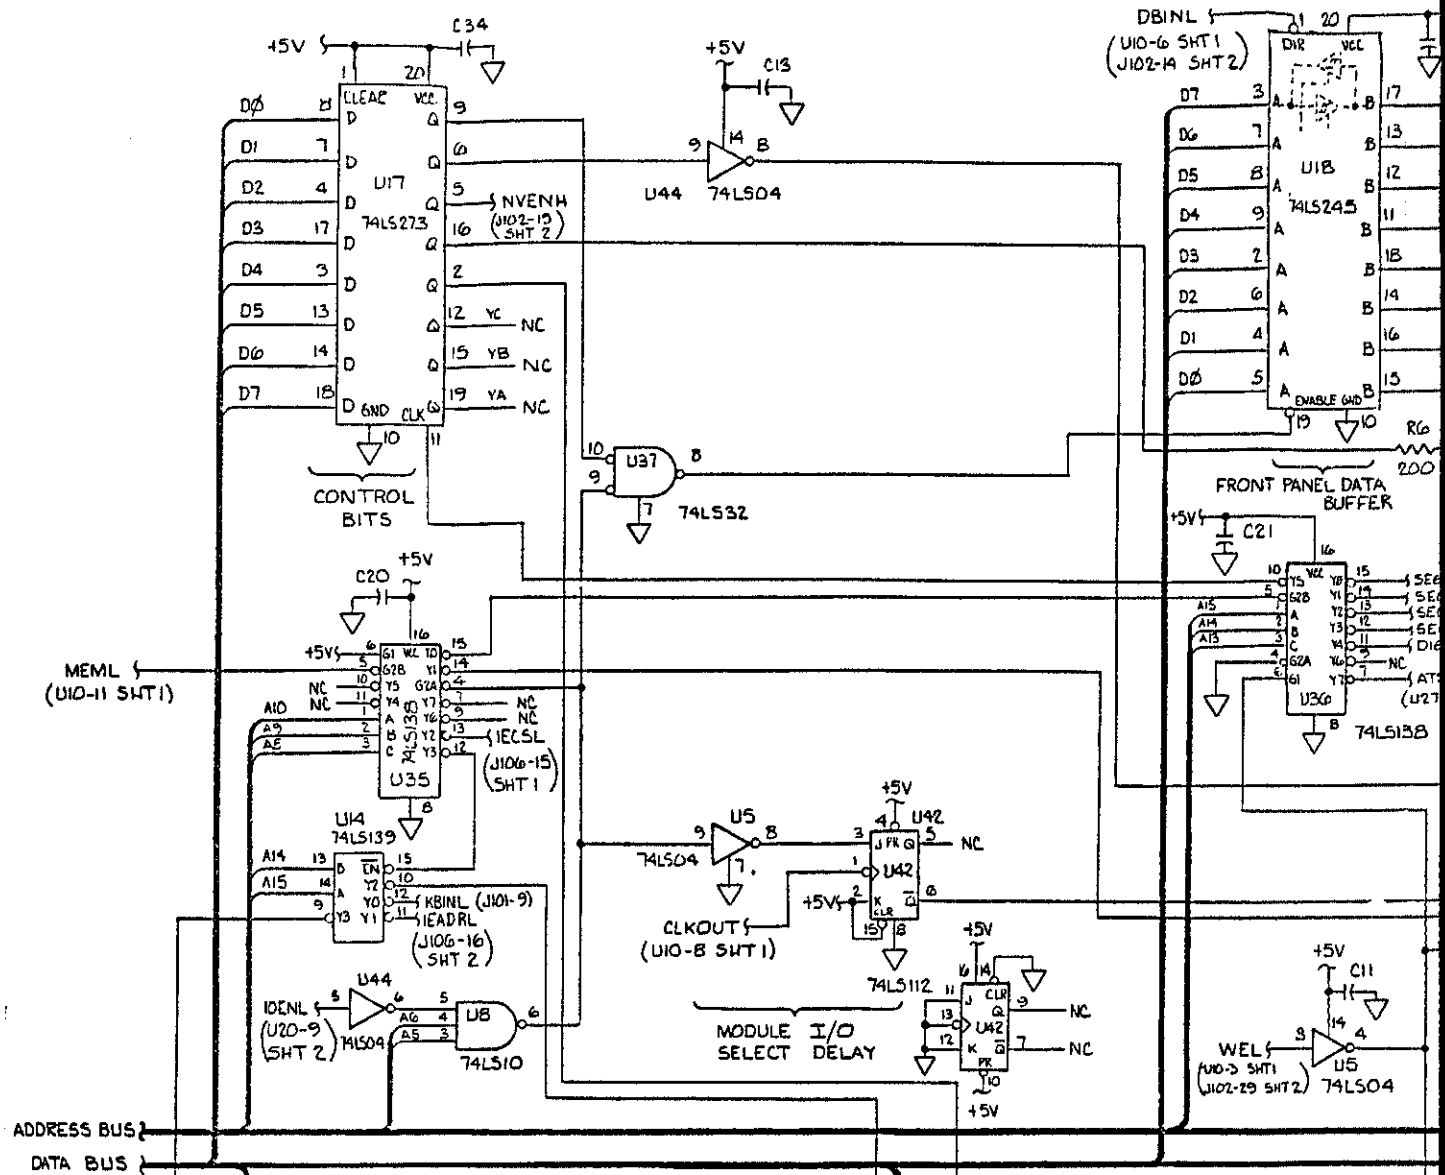 +5V
C34
1 20
CLEAR VCC
DØ 8 D Q 9
D1 7 D Q 6
D2 4 D Q 5 NVENH
(J102-19
SHT 2)
U17
74LS273
D3 17 D Q 16
D4 3 D Q 2
D5 13 D Q 12 YC NC
D6 14 D Q 15 YB NC
D7 18 D Q 19 YA NC
GND CLK
10 11
CONTROL
BITS
+5V
C13
9 14 8
U44 74LS04
DBINL
(U10-6 SHT 1
J102-14 SHT 2)
1 20
DIR VCC
D7 3 A B 17
D6 7 A B 13
U18
D5 8 A B 12
74LS245
D4 9 A B 11
D3 2 A B 18
D2 6 A B 14
D1 4 A B 16
DØ 5 A B 15
ENABLE GND
19 10
R6
200
FRONT PANEL DATA
BUFFER
10 U37 8
9
7 74LS32
+5V
C20
16
+5V 6 G1 VCC Y0 15
MEML
(U10-11 SHT 1)
5 G2B Y1 14
NC 10 Y5 G2A 4
NC 11 Y4 Y7 7 NC
A10 1 A Y6 9 NC
A9 2 B Y2 13 IECSL
(J106-15
SHT 1)
A8 3 C Y3 12
74LS138
U35
8
+5V
C21
16
VCC
10 Y5 Y0 15
5 G2B Y1 14
A15 1 A Y2 13
A14 2 B Y3 12
A13 3 C Y4 11
4 G2A Y6 9 NC
6 G1 Y7 7
U36
8
74LS138
U14
74LS139
A14 13 B EN 15
A15 14 A Y2 10
Y0 12 KBINL (J101-9)
9 Y3 Y1 11 IEADRL
(J106-16
SHT 2)
U5
9 8
74LS04 7
+5V
4 U42
3 J PR Q 5 NC
1 U42
CLKOUT
(U10-8 SHT 1)
+5V 2 K Q 6
CLR
15 8
74LS112
MODULE I/O
SELECT DELAY
+5V
16 14
11 J CLR
Q 9 NC
13 U42
12 K Q 7 NC
PR
10
+5V
U44
IOENL 5 6
(U20-9
SHT 2)
74LS04
5 U8 6
A6 4
A5 3
74LS10
+5V
C11
14
WEL 3 4
(U10-3 SHT 1
J102-29 SHT 2)
U5
74LS04
ADDRESS BUS
DATA BUS